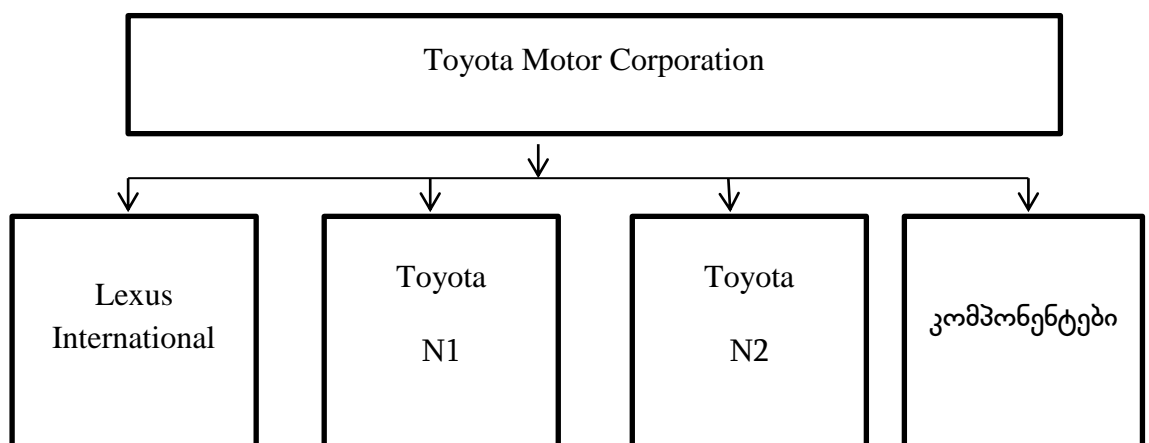 Toyota Motor Corporation
Lexus
International
Toyota
N1
Toyota
N2
კომპონენტები